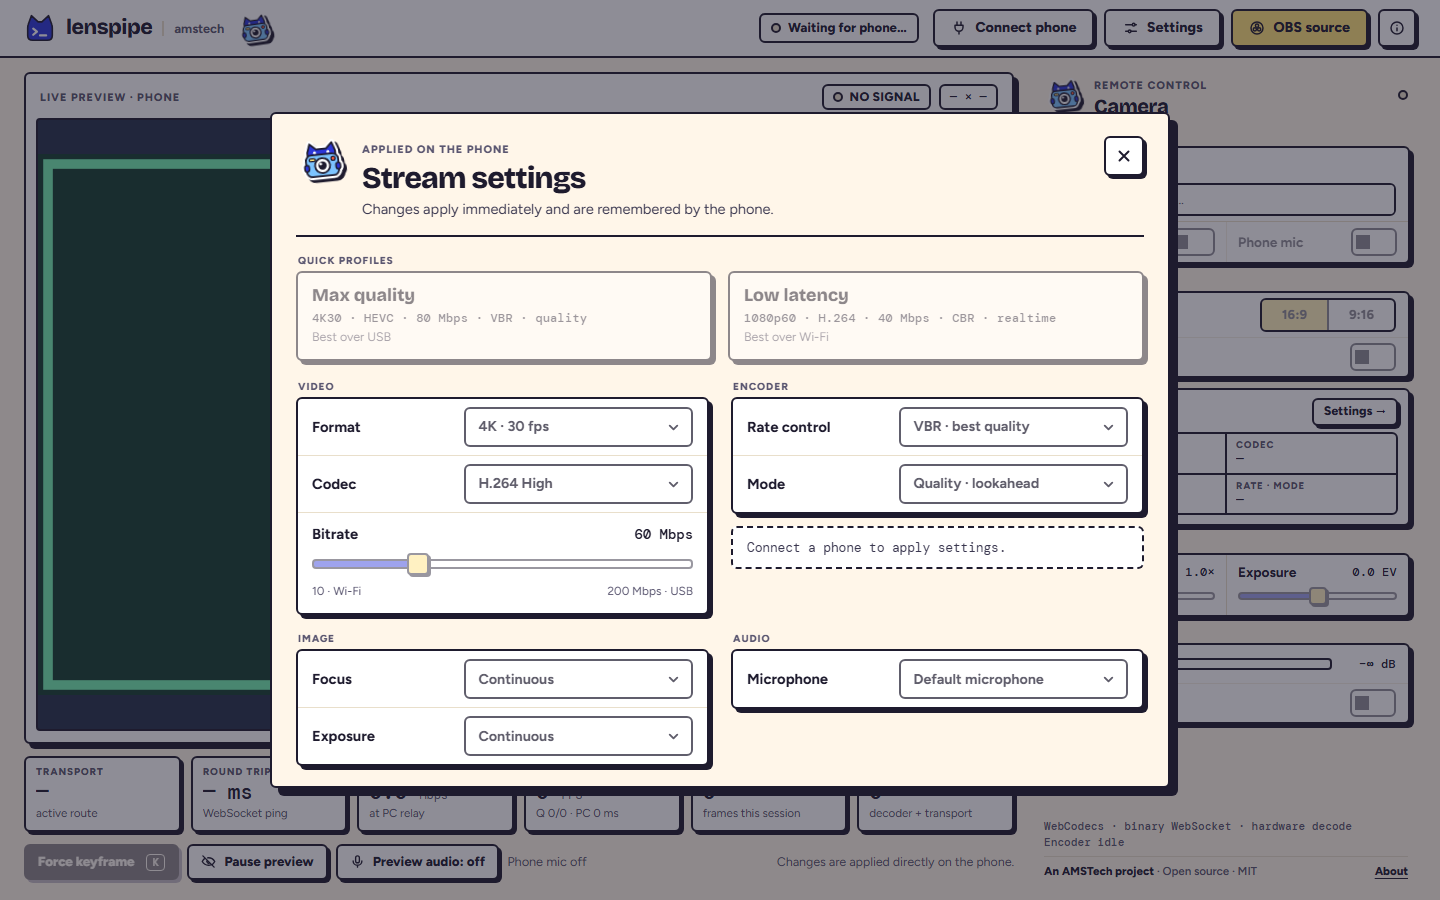 lenspipe
amstech
Waiting for phone...
Connect phone
Settings
OBS source
LIVE PREVIEW · PHONE
NO SIGNAL
— × —
REMOTE CONTROL
Camera
APPLIED ON THE PHONE
Stream settings
Changes apply immediately and are remembered by the phone.
QUICK PROFILES
Max quality
4K30 · HEVC · 80 Mbps · VBR · quality
Best over USB
Low latency
1080p60 · H.264 · 40 Mbps · CBR · realtime
Best over Wi-Fi
VIDEO
Format
4K · 30 fps
Codec
H.264 High
Bitrate
60 Mbps
10 · Wi-Fi
200 Mbps · USB
ENCODER
Rate control
VBR · best quality
Mode
Quality · lookahead
Connect a phone to apply settings.
IMAGE
Focus
Continuous
Exposure
Continuous
AUDIO
Microphone
Default microphone
Phone mic
16:9
9:16
Settings →
CODEC
—
RATE · MODE
—
1.0×
Exposure
0.0 EV
-∞ dB
TRANSPORT
—
active route
ROUND TRIP
— ms
WebSocket ping
at PC relay
Q 0/0 · PC 0 ms
frames this session
decoder + transport
Force keyframe
K
Pause preview
Preview audio: off
Phone mic off
Changes are applied directly on the phone.
WebCodecs · binary WebSocket · hardware decode
Encoder idle
An AMSTech project · Open source · MIT
About